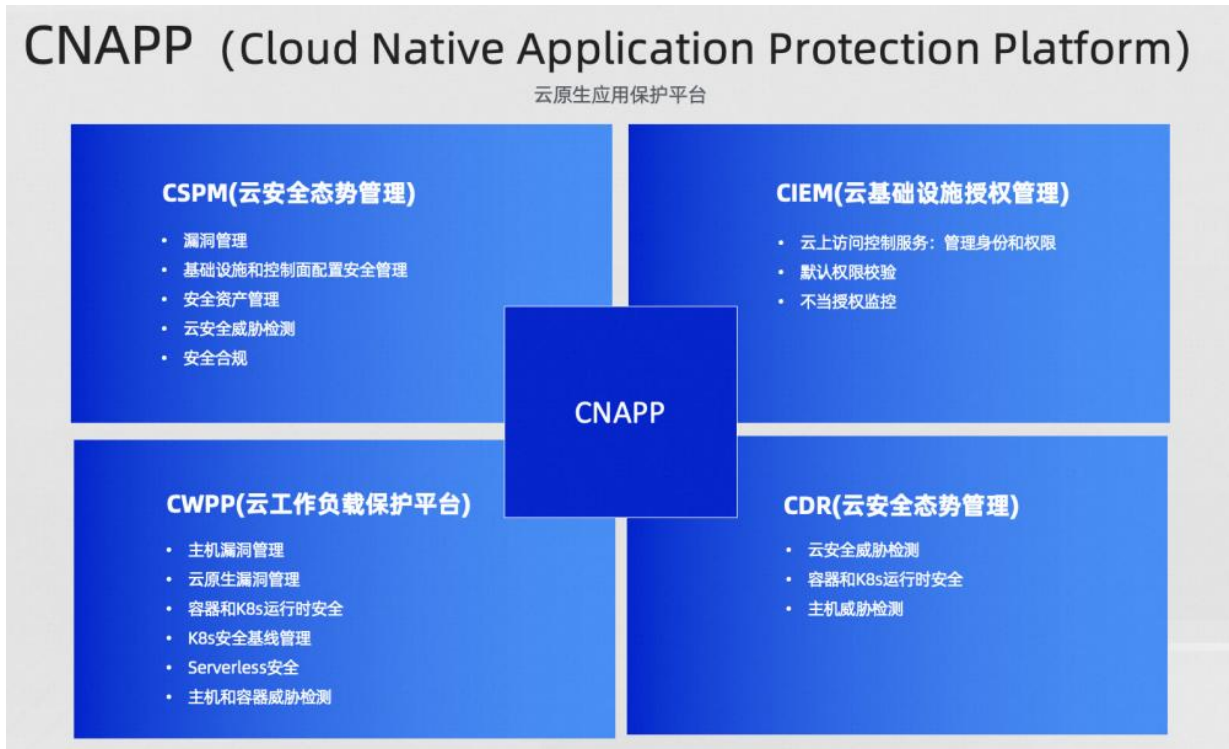 CNAPP（Cloud Native Application Protection Platform）
云原生应用保护平台
CSPM(云安全态势管理)
• 漏洞管理
• 基础设施和控制面配置安全管理
• 安全资产管理
• 云安全威胁检测
• 安全合规
CIEM(云基础设施授权管理)
• 云上访问控制服务：管理身份和权限
• 默认权限校验
• 不当授权监控
CNAPP
CWPP(云工作负载保护平台)
• 主机漏洞管理
• 云原生漏洞管理
• 容器和K8s运行时安全
• K8s安全基线管理
• Serverless安全
• 主机和容器威胁检测
CDR(云安全态势管理)
• 云安全威胁检测
• 容器和K8s运行时安全
• 主机威胁检测